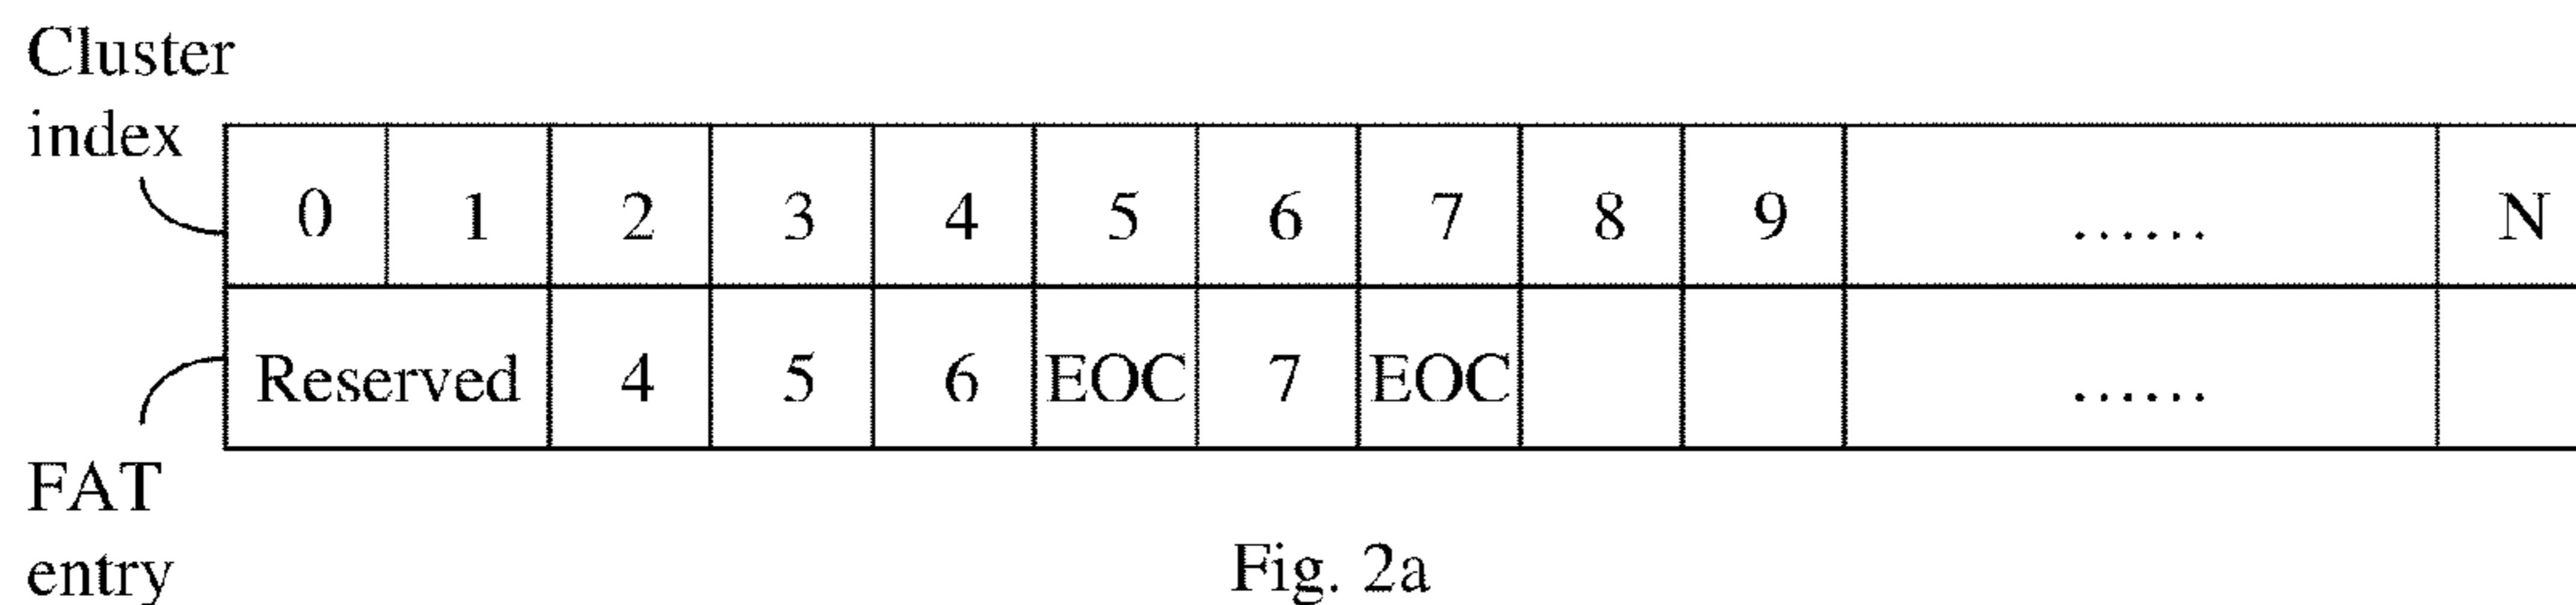 Cluster
index
0 1 2 3 4 5 6 7 8 9 ...... N
Reserved 4 5 6 EOC 7 EOC ......
FAT
entry
Fig. 2a